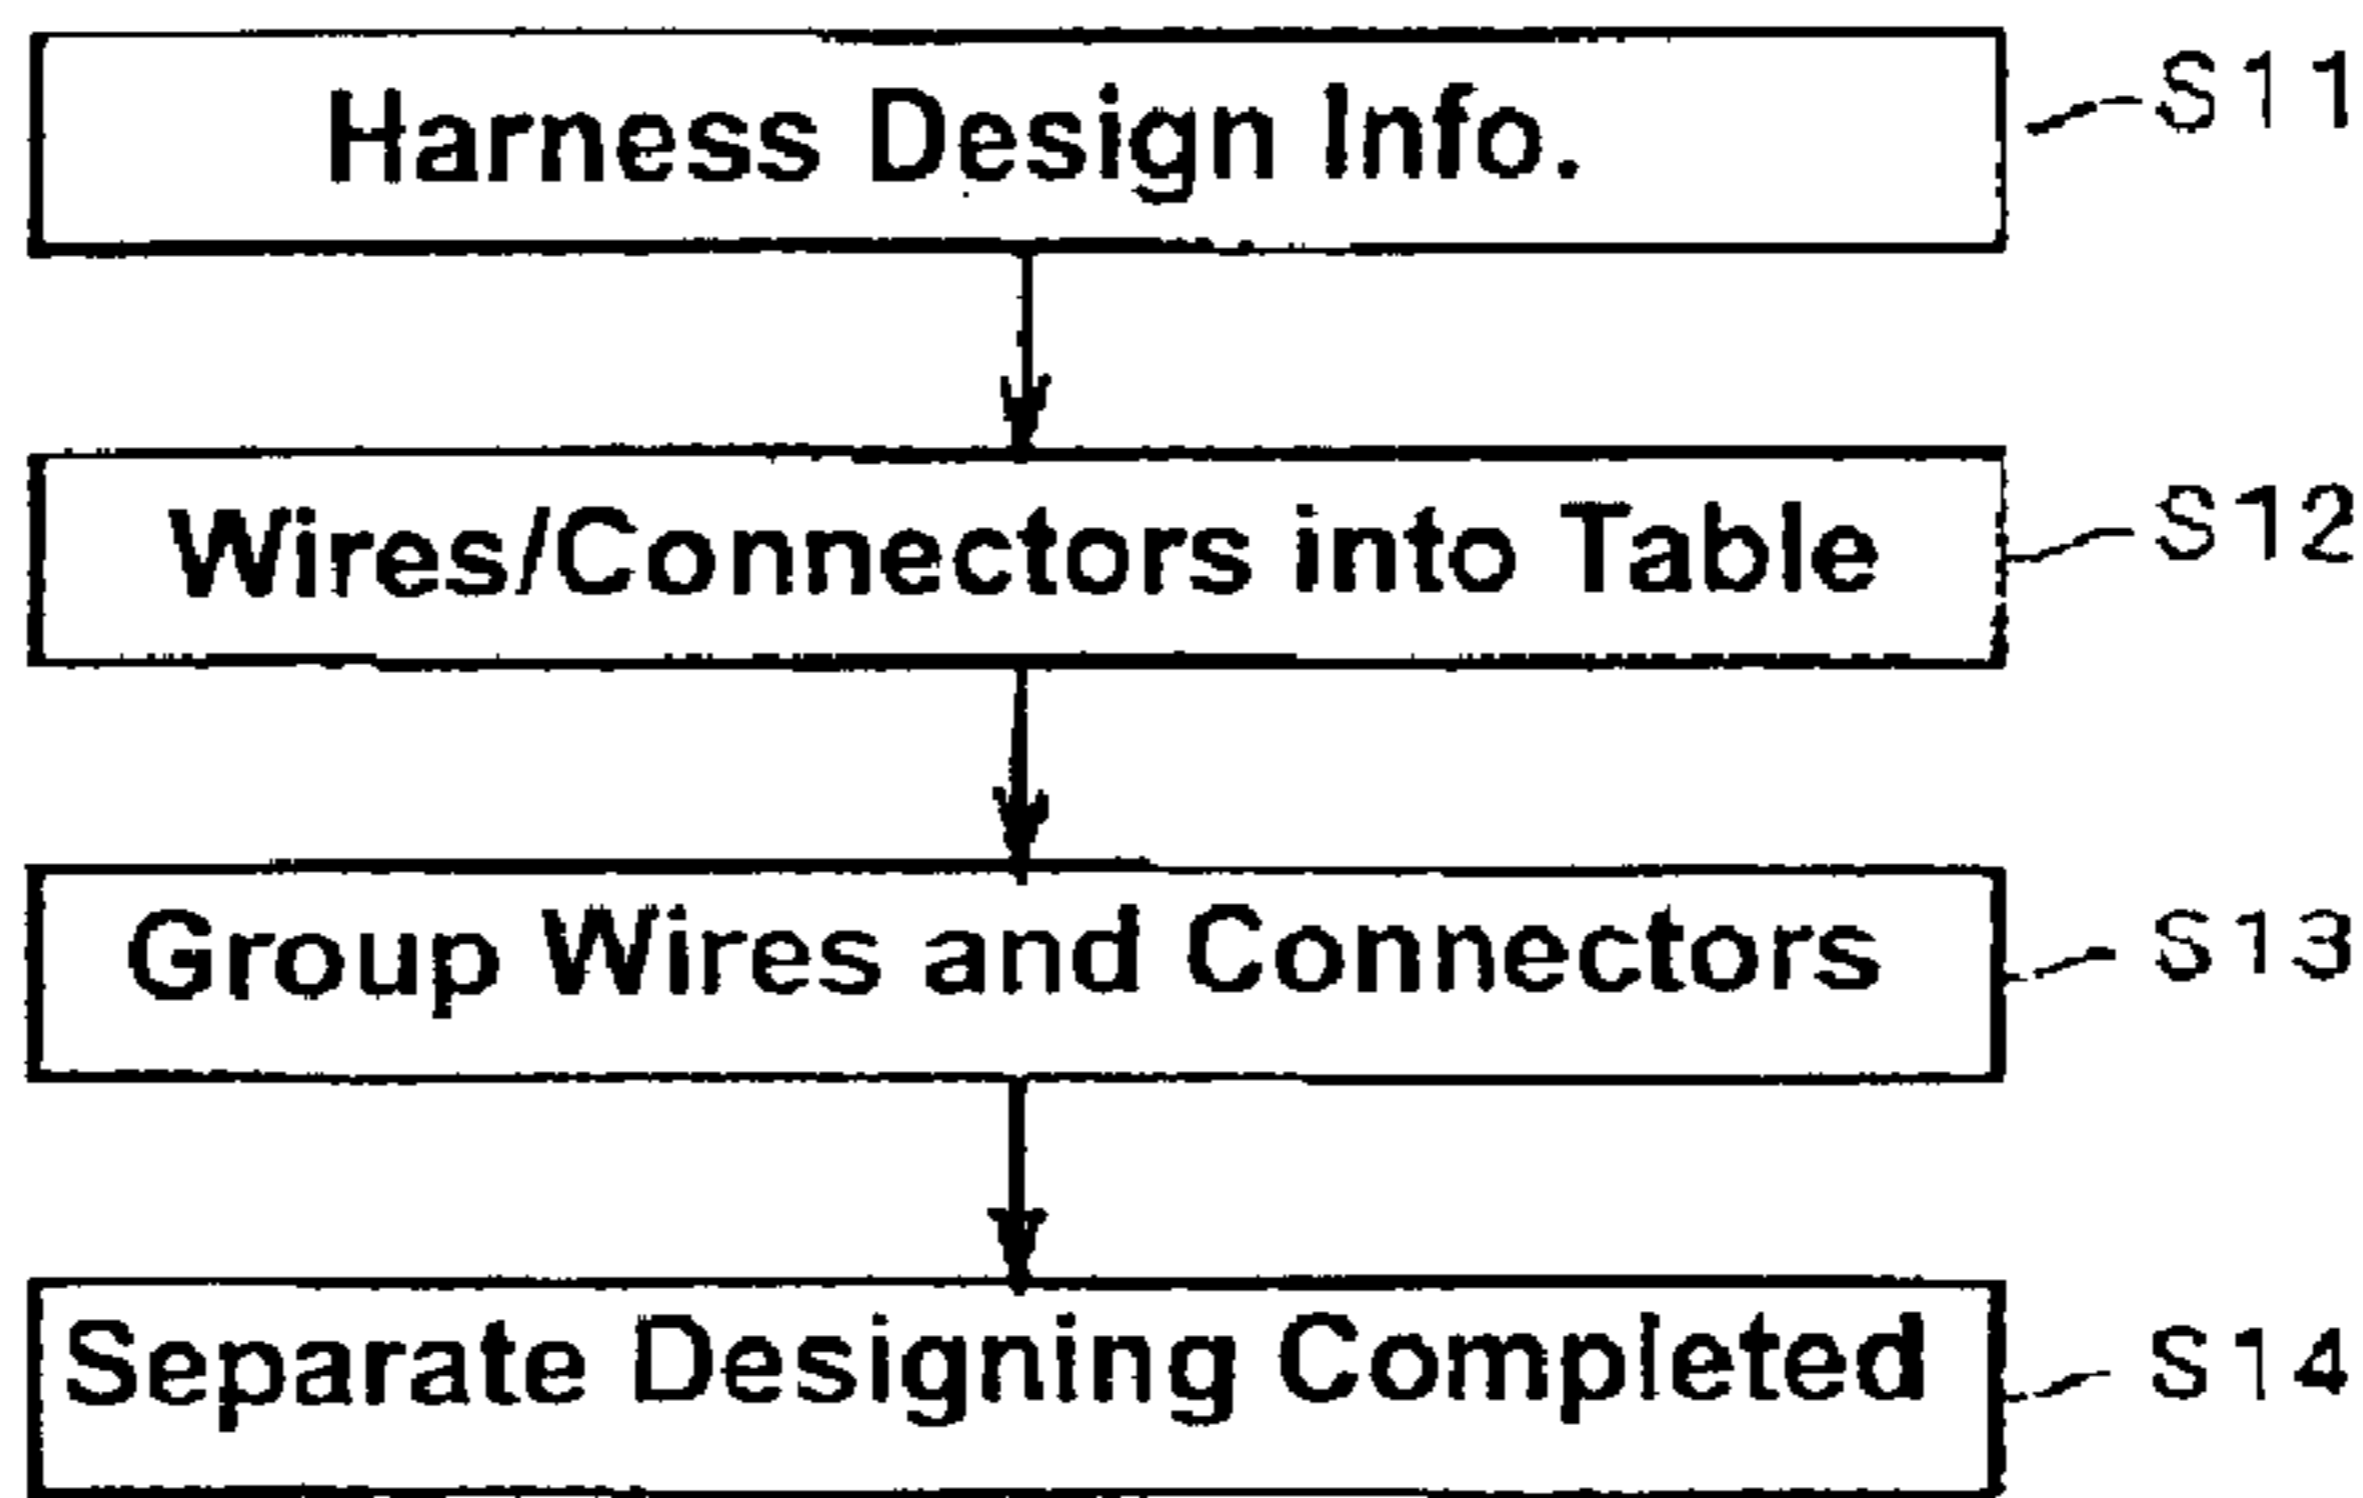 Harness Design Info. S11
Wires/Connectors into Table S12
Group Wires and Connectors S13
Separate Designing Completed S14